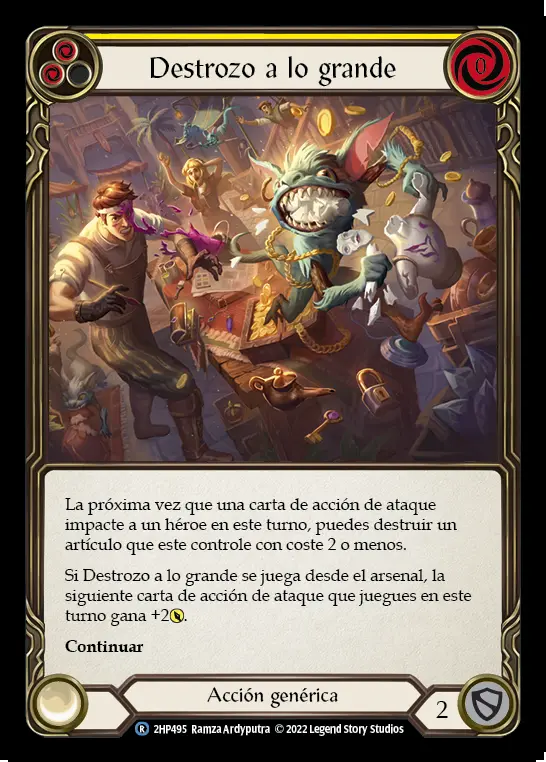 Destrozo a lo grande
0
La próxima vez que una carta de acción de ataque
impacte a un héroe en este turno, puedes destruir un
artículo que este controle con coste 2 o menos.
Si Destrozo a lo grande se juega desde el arsenal, la
siguiente carta de acción de ataque que juegues en este
turno gana +2.
Continuar
Acción genérica
2
R 2HP495 Ramza Ardyputra © 2022 Legend Story Studios